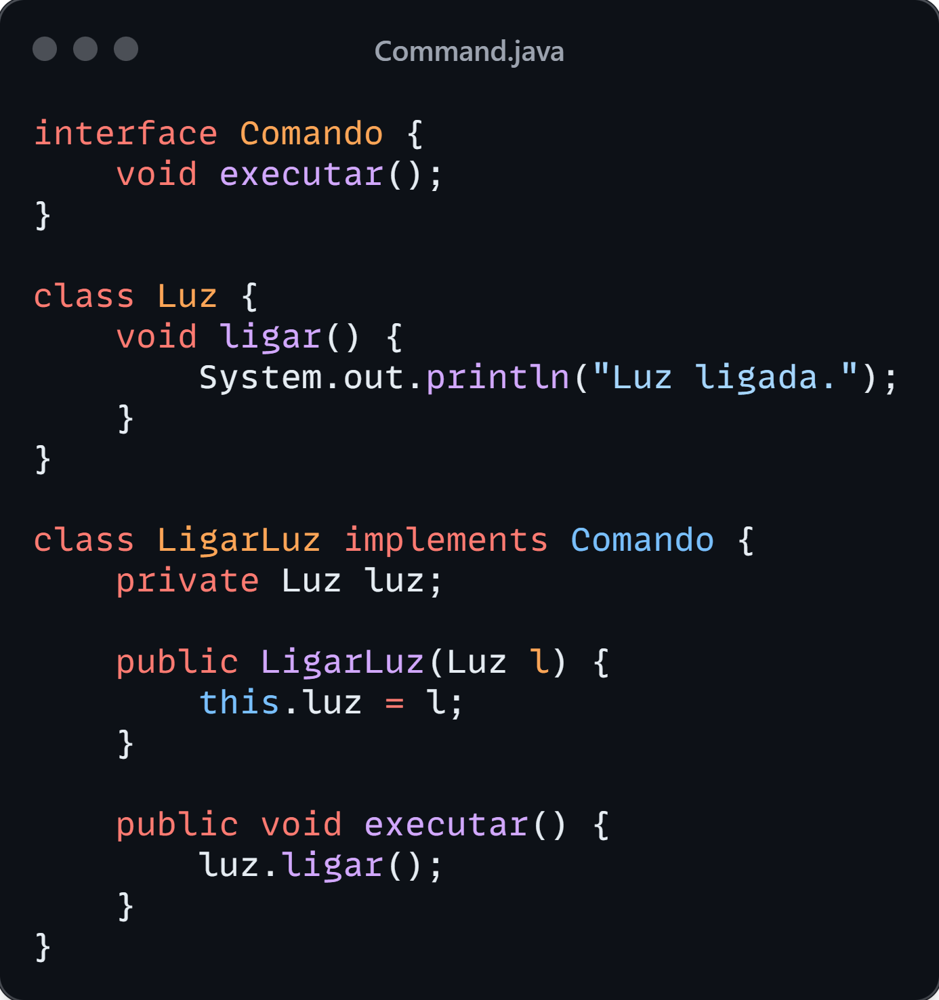 Command.java
interface Comando {
    void executar();
}
class Luz {
    void ligar() {
        System.out.println("Luz ligada.");
    }
}
class LigarLuz implements Comando {
    private Luz luz;
    public LigarLuz(Luz l) {
        this.luz = l;
    }
    public void executar() {
        luz.ligar();
    }
}